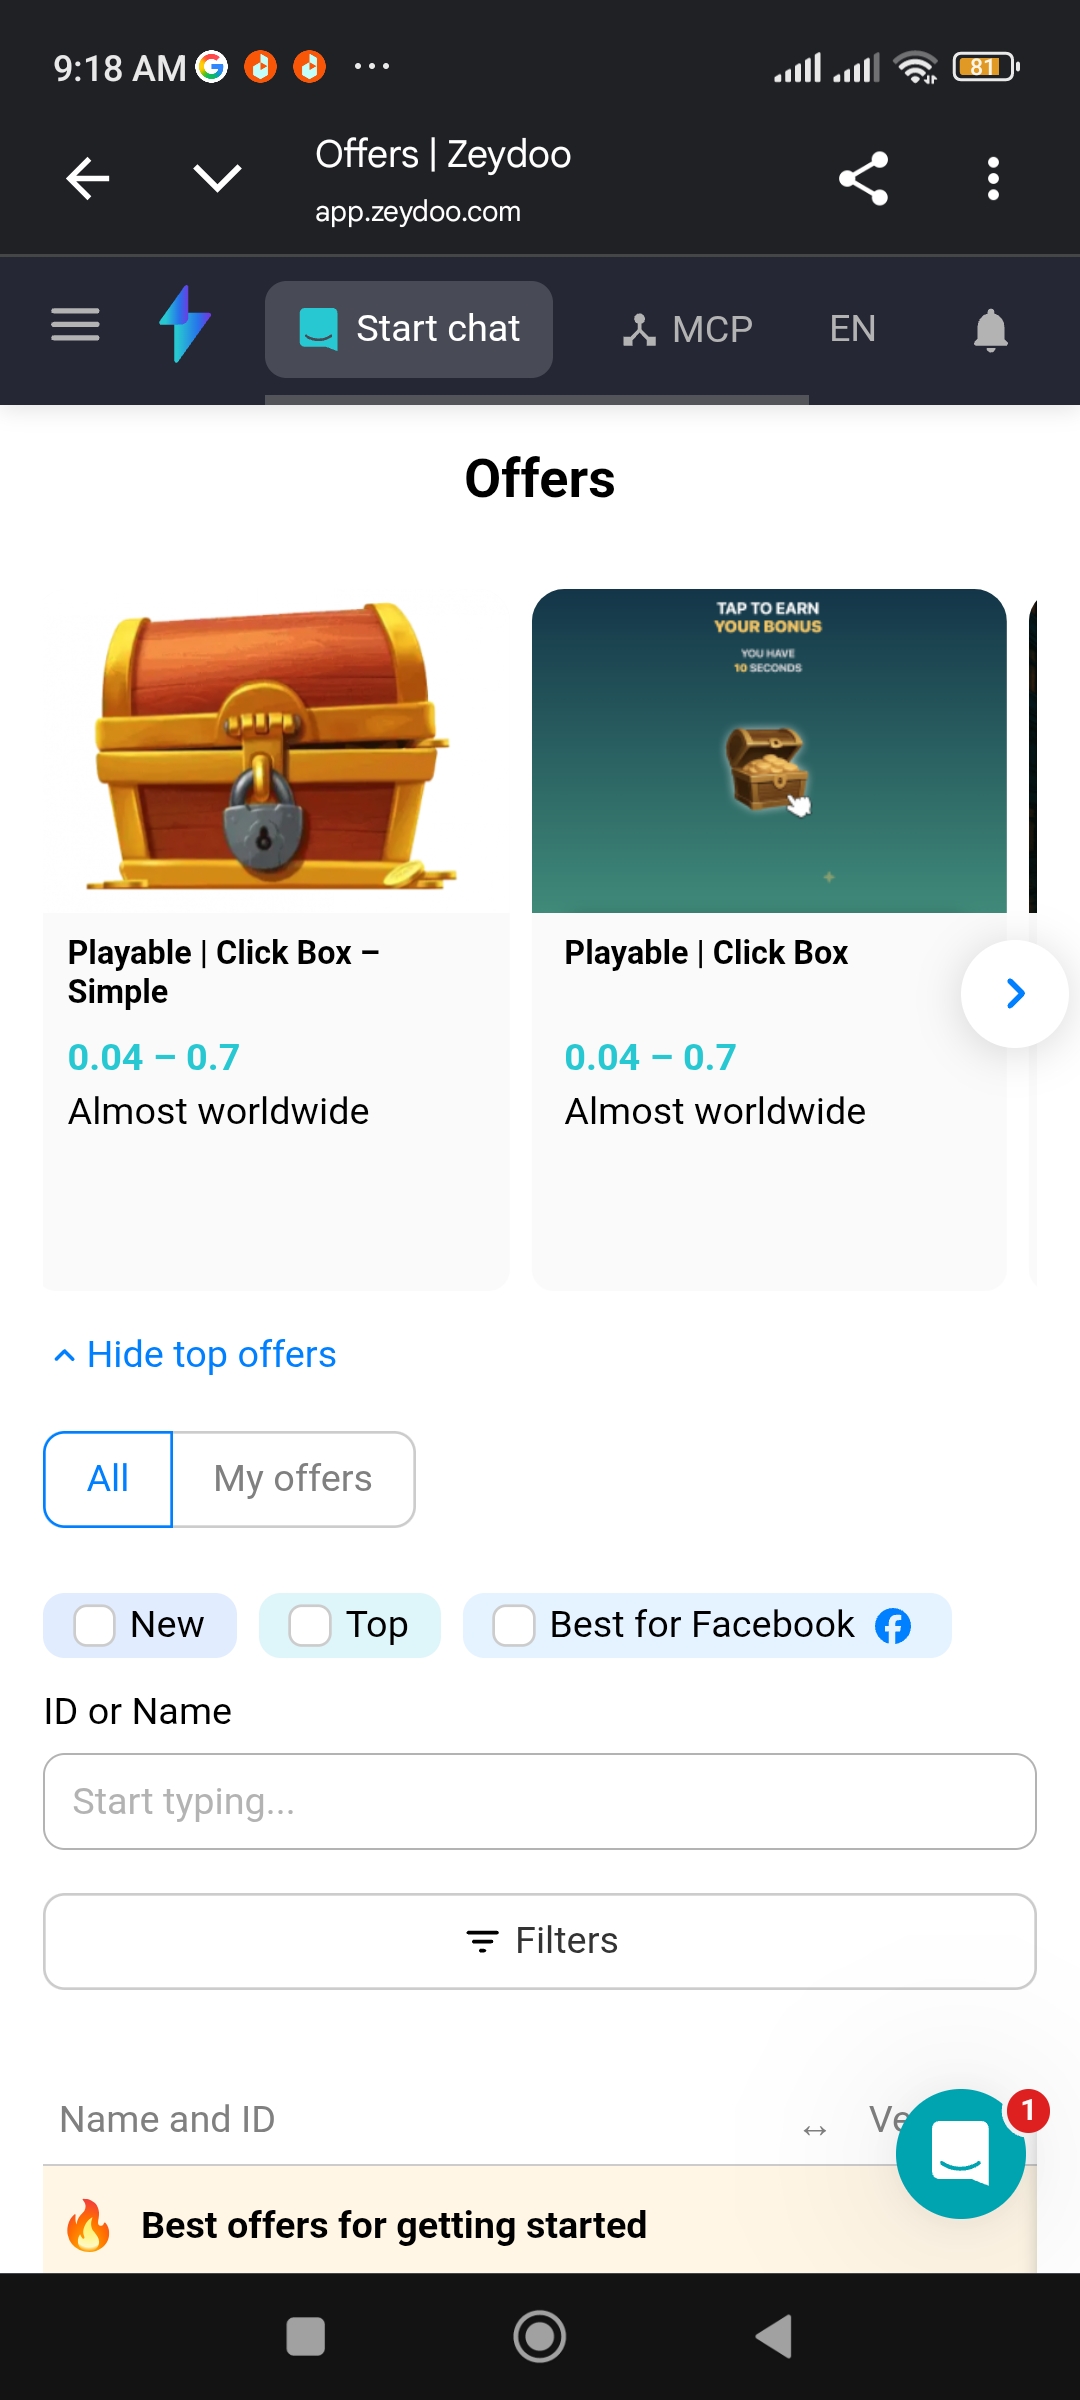 9:18 AM
81
Offers | Zeydoo
app.zeydoo.com
Start chat
MCP
EN
Offers
TAP TO EARN
YOUR BONUS
YOU HAVE
10 SECONDS
Playable | Click Box –
Simple
0.04 – 0.7
Almost worldwide
Playable | Click Box
0.04 – 0.7
Almost worldwide
Hide top offers
All
My offers
New
Top
Best for Facebook
ID or Name
Start typing...
Filters
Name and ID
Ve
1
Best offers for getting started